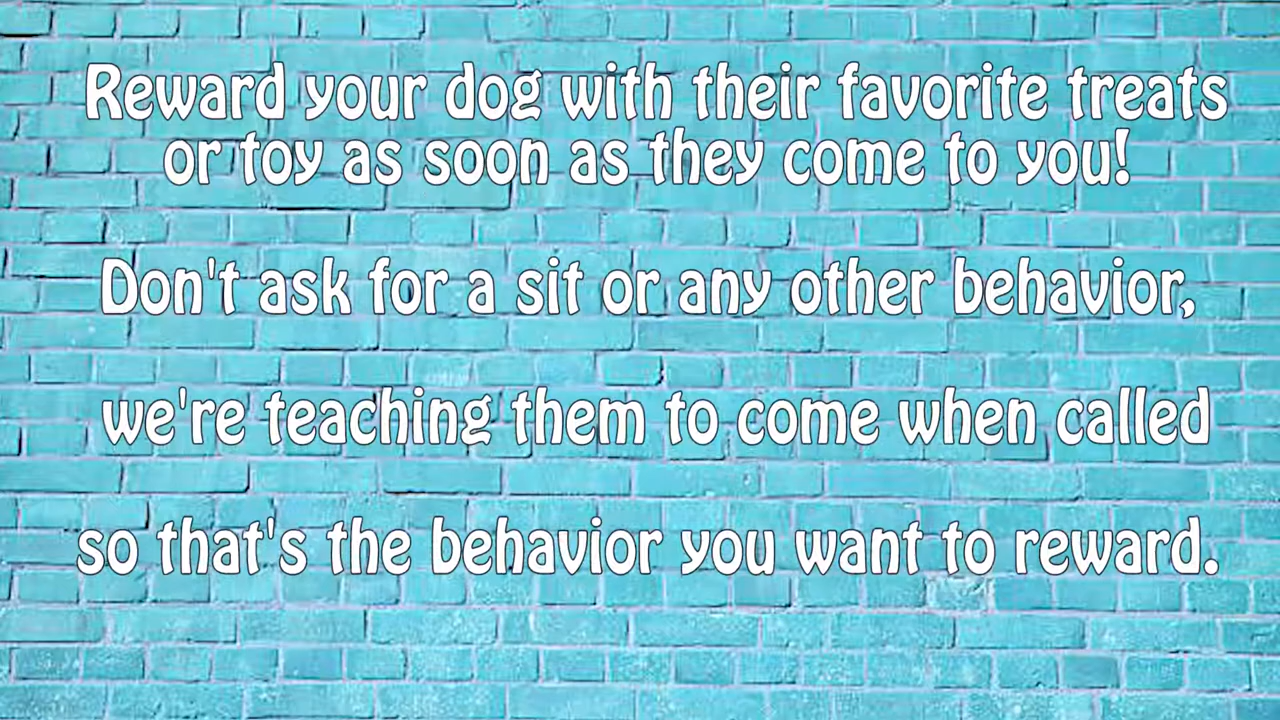 Reward your dog with their favorite treats
or toy as soon as they come to you!
Don't ask for a sit or any other behavior,
we're teaching them to come when called
so that's the behavior you want to reward.